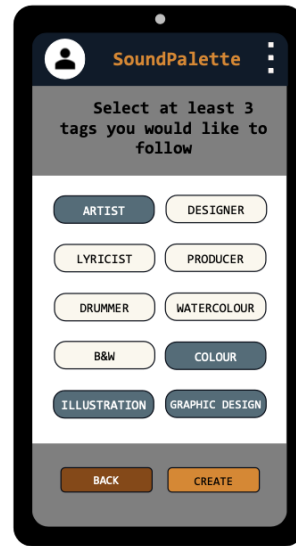 SoundPalette
Select at least 3
tags you would like to
follow
ARTIST
DESIGNER
LYRICIST
PRODUCER
DRUMMER
WATERCOLOUR
B&W
COLOUR
ILLUSTRATION
GRAPHIC DESIGN
BACK
CREATE